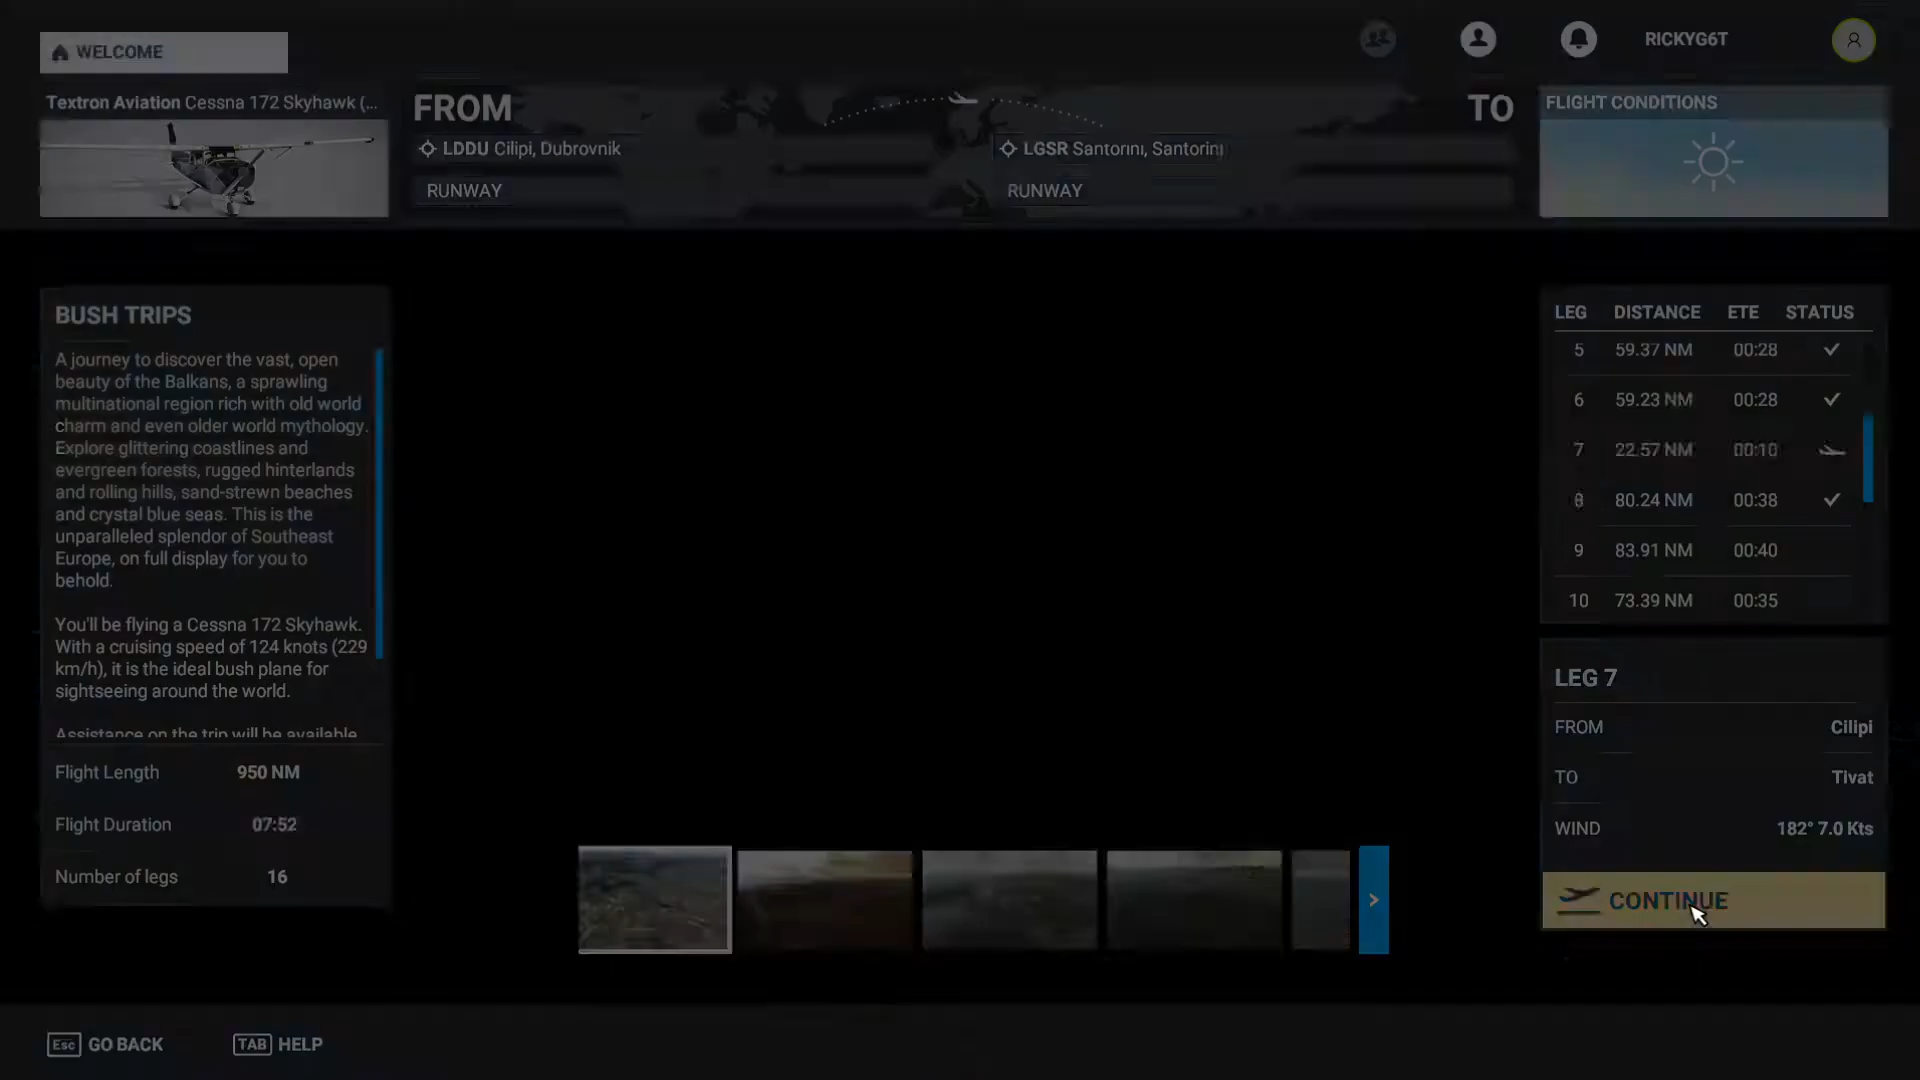 WELCOME
RICKYG6T
Textron Aviation Cessna 172 Skyhawk (...
FROM
TO
FLIGHT CONDITIONS
LDDU Cilipi, Dubrovnik
LGSR Santorini, Santorini
RUNWAY
RUNWAY
BUSH TRIPS
A journey to discover the vast, open
beauty of the Balkans, a sprawling
multinational region rich with old world
charm and even older world mythology.
Explore glittering coastlines and
evergreen forests, rugged hinterlands
and rolling hills, sand-strewn beaches
and crystal blue seas. This is the
unparalleled splendor of Southeast
Europe, on full display for you to
behold.
You'll be flying a Cessna 172 Skyhawk.
With a cruising speed of 124 knots (229
km/h), it is the ideal bush plane for
sightseeing around the world.
Assistance on the trip will be available
Flight Length 950 NM
Flight Duration 07:52
Number of legs 16
LEG DISTANCE ETE STATUS
5 59.37 NM 00:28
6 59.23 NM 00:28
7 22.57 NM 00:10
8 80.24 NM 00:38
9 83.91 NM 00:40
10 73.39 NM 00:35
LEG 7
FROM Cilipi
TO Tivat
WIND 182° 7.0 Kts
CONTINUE
Esc GO BACK
TAB HELP